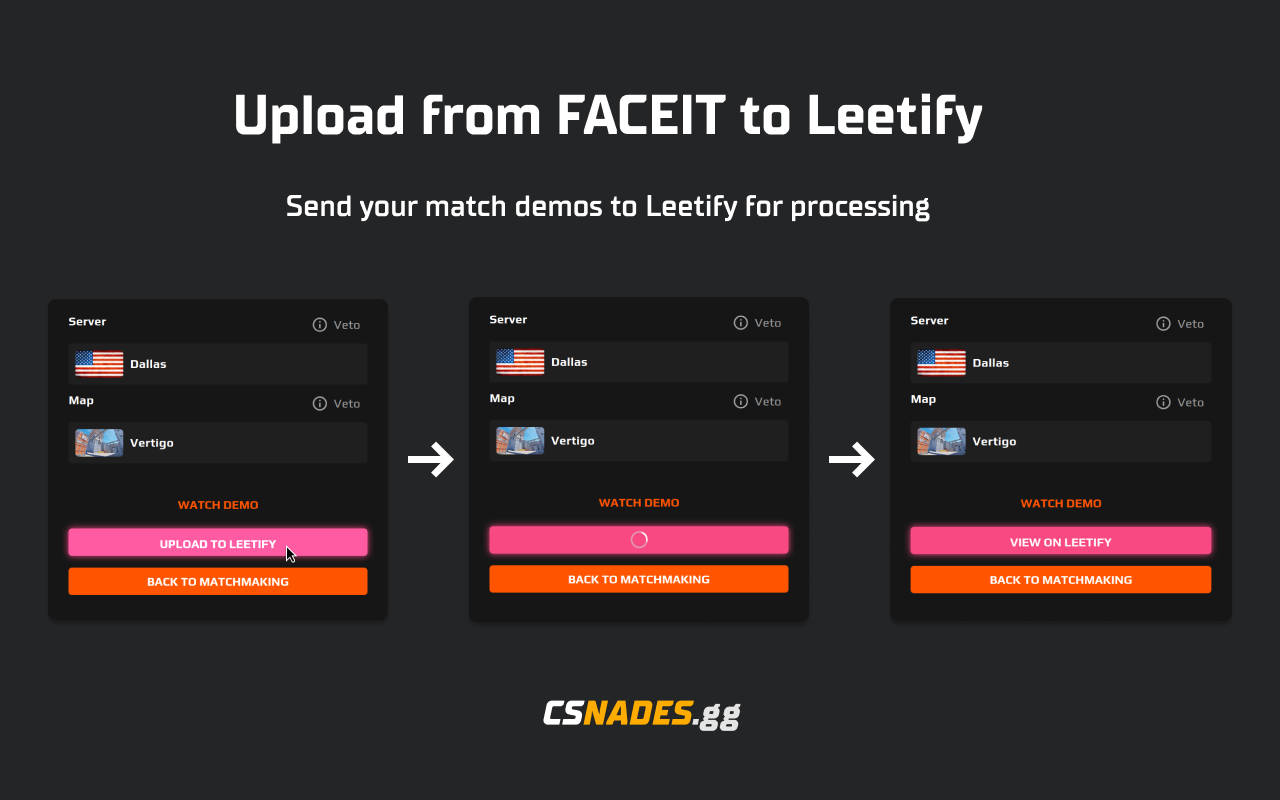 Upload from FACEIT to Leetify
Send your match demos to Leetify for processing
Server
Veto
Dallas
Map
Veto
Vertigo
WATCH DEMO
UPLOAD TO LEETIFY
BACK TO MATCHMAKING
Server
Veto
Dallas
Map
Veto
Vertigo
WATCH DEMO
BACK TO MATCHMAKING
Server
Veto
Dallas
Map
Veto
Vertigo
WATCH DEMO
VIEW ON LEETIFY
BACK TO MATCHMAKING
CSNADES.gg